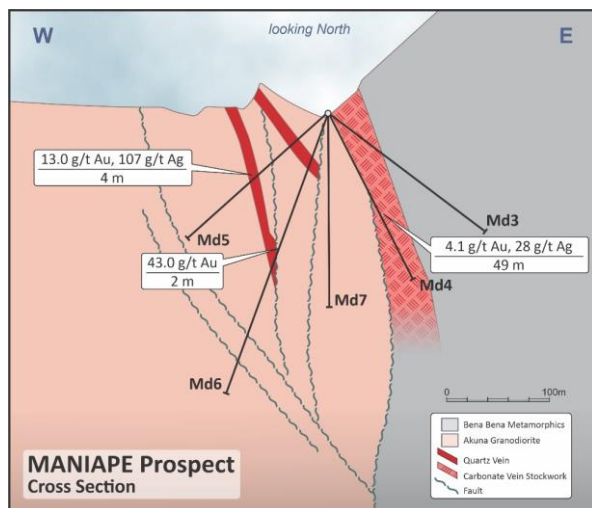 W
looking North
E
13.0 g/t Au, 107 g/t Ag
4 m
Md5
43.0 g/t Au
2 m
Md3
4.1 g/t Au, 28 g/t Ag
49 m
Md4
Md7
Md6
0 100m
MANIAPE Prospect
Cross Section
Bena Bena Metamorphics
Akuna Granodiorite
Quartz Vein
Carbonate Vein Stockwork
Fault